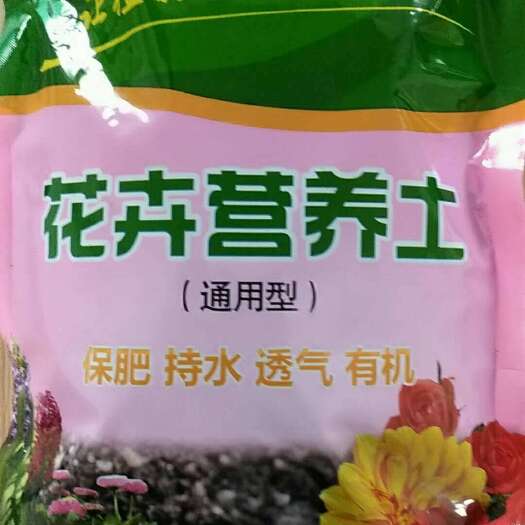 花卉营养土
(通用型)
保肥 持水 透气 有机